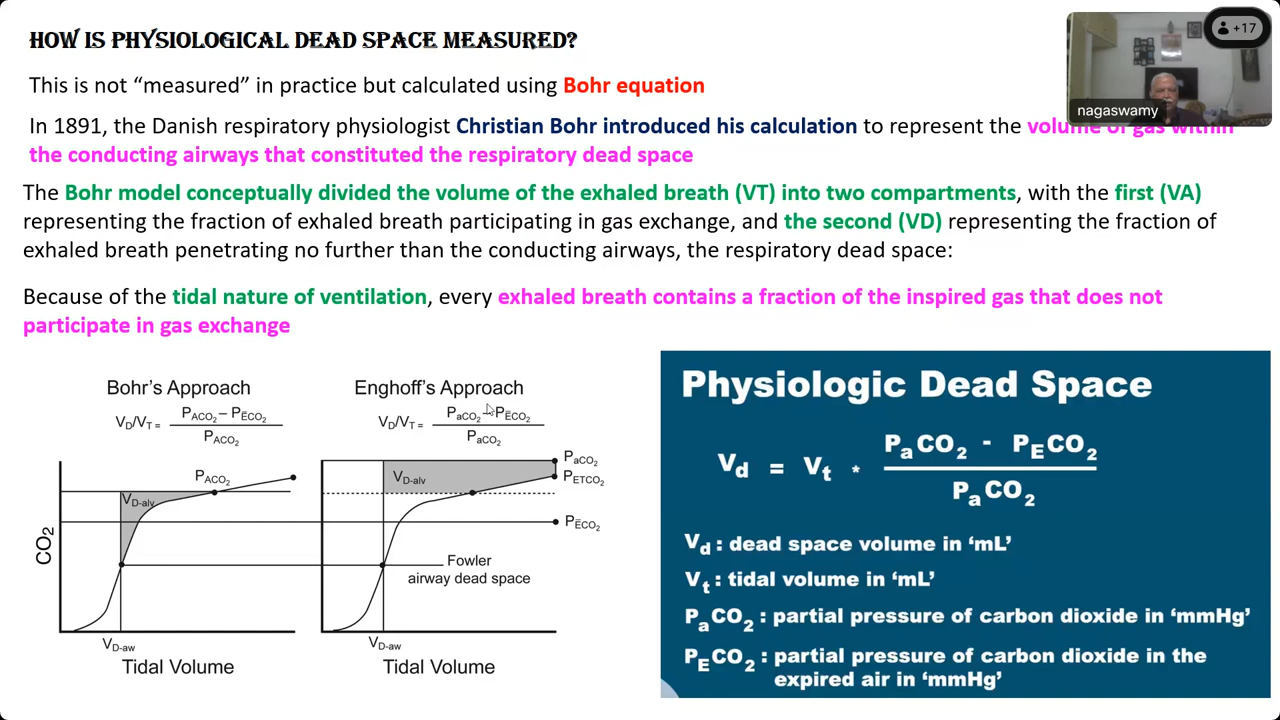 HOW IS PHYSIOLOGICAL DEAD SPACE MEASURED?
+17
nagaswamy
This is not “measured” in practice but calculated using Bohr equation
In 1891, the Danish respiratory physiologist Christian Bohr introduced his calculation to represent the volume of gas within
the conducting airways that constituted the respiratory dead space
The Bohr model conceptually divided the volume of the exhaled breath (VT) into two compartments, with the first (VA)
representing the fraction of exhaled breath participating in gas exchange, and the second (VD) representing the fraction of
exhaled breath penetrating no further than the conducting airways, the respiratory dead space:
Because of the tidal nature of ventilation, every exhaled breath contains a fraction of the inspired gas that does not
participate in gas exchange
Bohr's Approach
VD/VT = PACO2 – PĒCO2
PACO2
PACO2
VD-alv
CO2
VD-aw
Tidal Volume
Enghoff's Approach
VD/VT = PaCO2 – PĒCO2
PaCO2
PaCO2
VD-alv
PETCO2
PĒCO2
Fowler
airway dead space
VD-aw
Tidal Volume
Physiologic Dead Space
Vd = Vt * PaCO2 - PECO2
PaCO2
Vd : dead space volume in ‘mL’
Vt : tidal volume in ‘mL’
PaCO2 : partial pressure of carbon dioxide in ‘mmHg’
PECO2 : partial pressure of carbon dioxide in the
expired air in ‘mmHg’